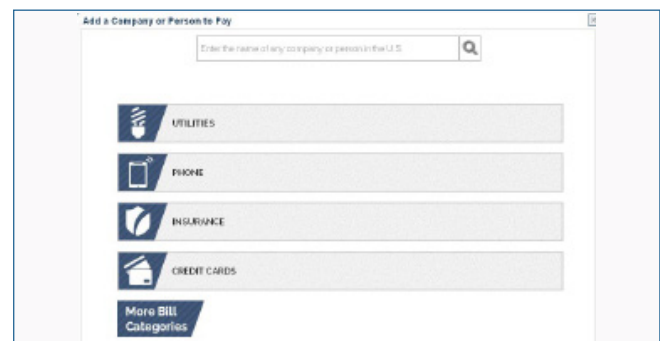 Add a Company or Person to Pay
Enter the name of any company or person in the U.S.
UTILITIES
PHONE
INSURANCE
CREDIT CARDS
More Bill
Categories